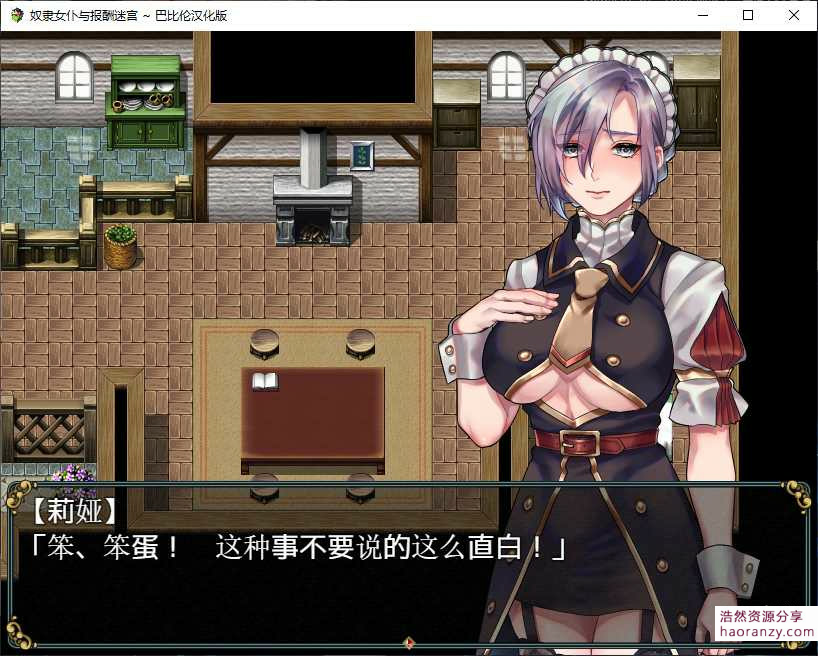 奴隶女仆与报酬迷宫 ~ 巴比伦汉化版
【莉娅】
「笨、笨蛋！　这种事不要说的这么直白！」
浩然资源分享
haoranzy.com